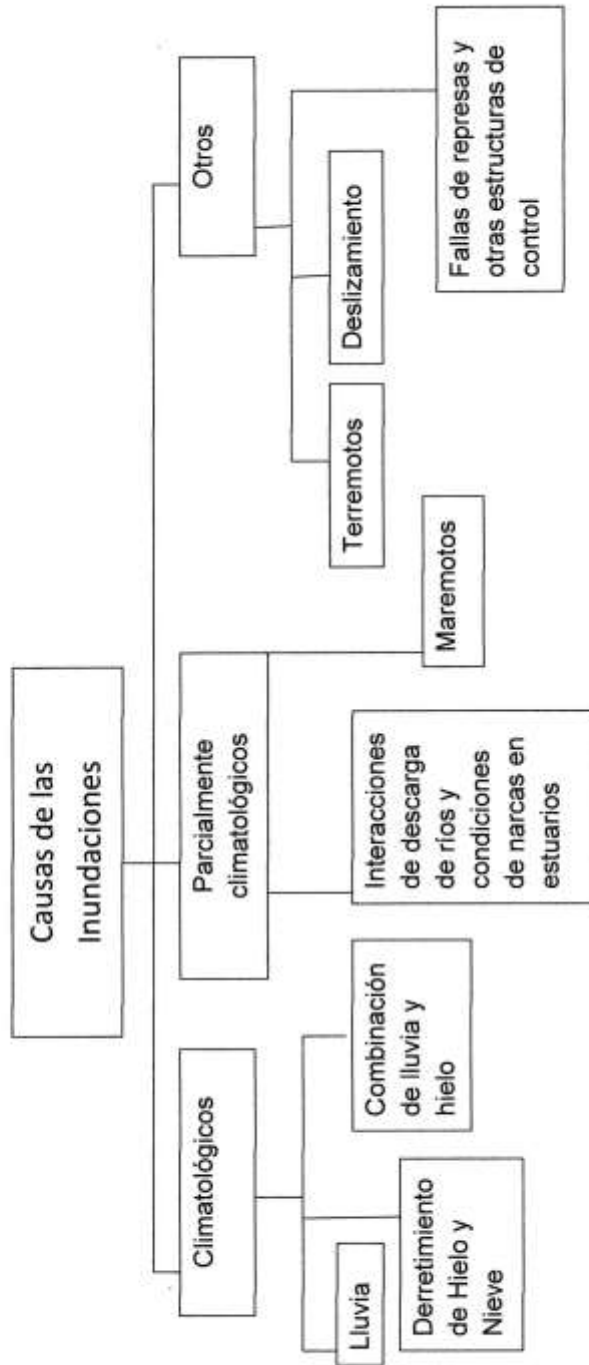 Causas de las
Inundaciones
Climatológicos
Parcialmente
climatológicos
Otros
Lluvia
Derretimiento
de Hielo y
Nieve
Combinación
de lluvia y
hielo
Interacciones
de descarga
de ríos y
condiciones
de narcas en
estuarios
Maremotos
Terremotos
Deslizamiento
Fallas de represas y
otras estructuras de
control